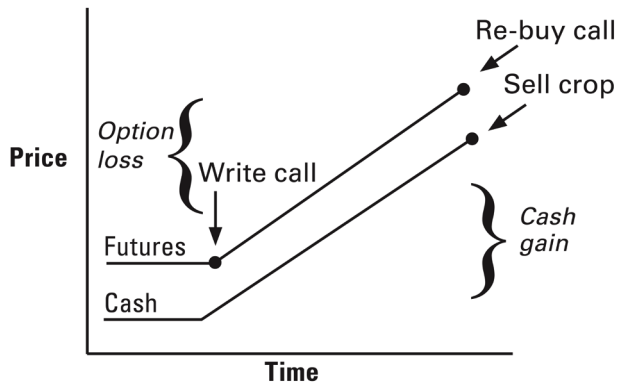 Re-buy call
Sell crop
Option
loss
Price
Write call
Cash
gain
Futures
Cash
Time